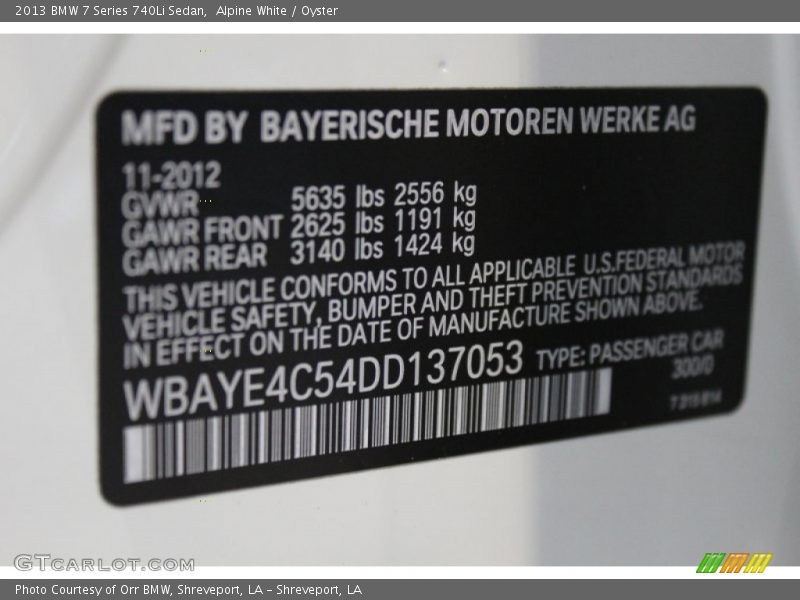 2013 BMW 7 Series 740Li Sedan, Alpine White / Oyster
MFD BY BAYERISCHE MOTOREN WERKE AG
11-2012
GVWR 5635 lbs 2556 kg
GAWR FRONT 2625 lbs 1191 kg
GAWR REAR 3140 lbs 1424 kg
THIS VEHICLE CONFORMS TO ALL APPLICABLE U.S.FEDERAL MOTOR
VEHICLE SAFETY, BUMPER AND THEFT PREVENTION STANDARDS
IN EFFECT ON THE DATE OF MANUFACTURE SHOWN ABOVE.
WBAYE4C54DD137053 TYPE: PASSENGER CAR
300/0
GTCARLOT.COM
Photo Courtesy of Orr BMW, Shreveport, LA – Shreveport, LA